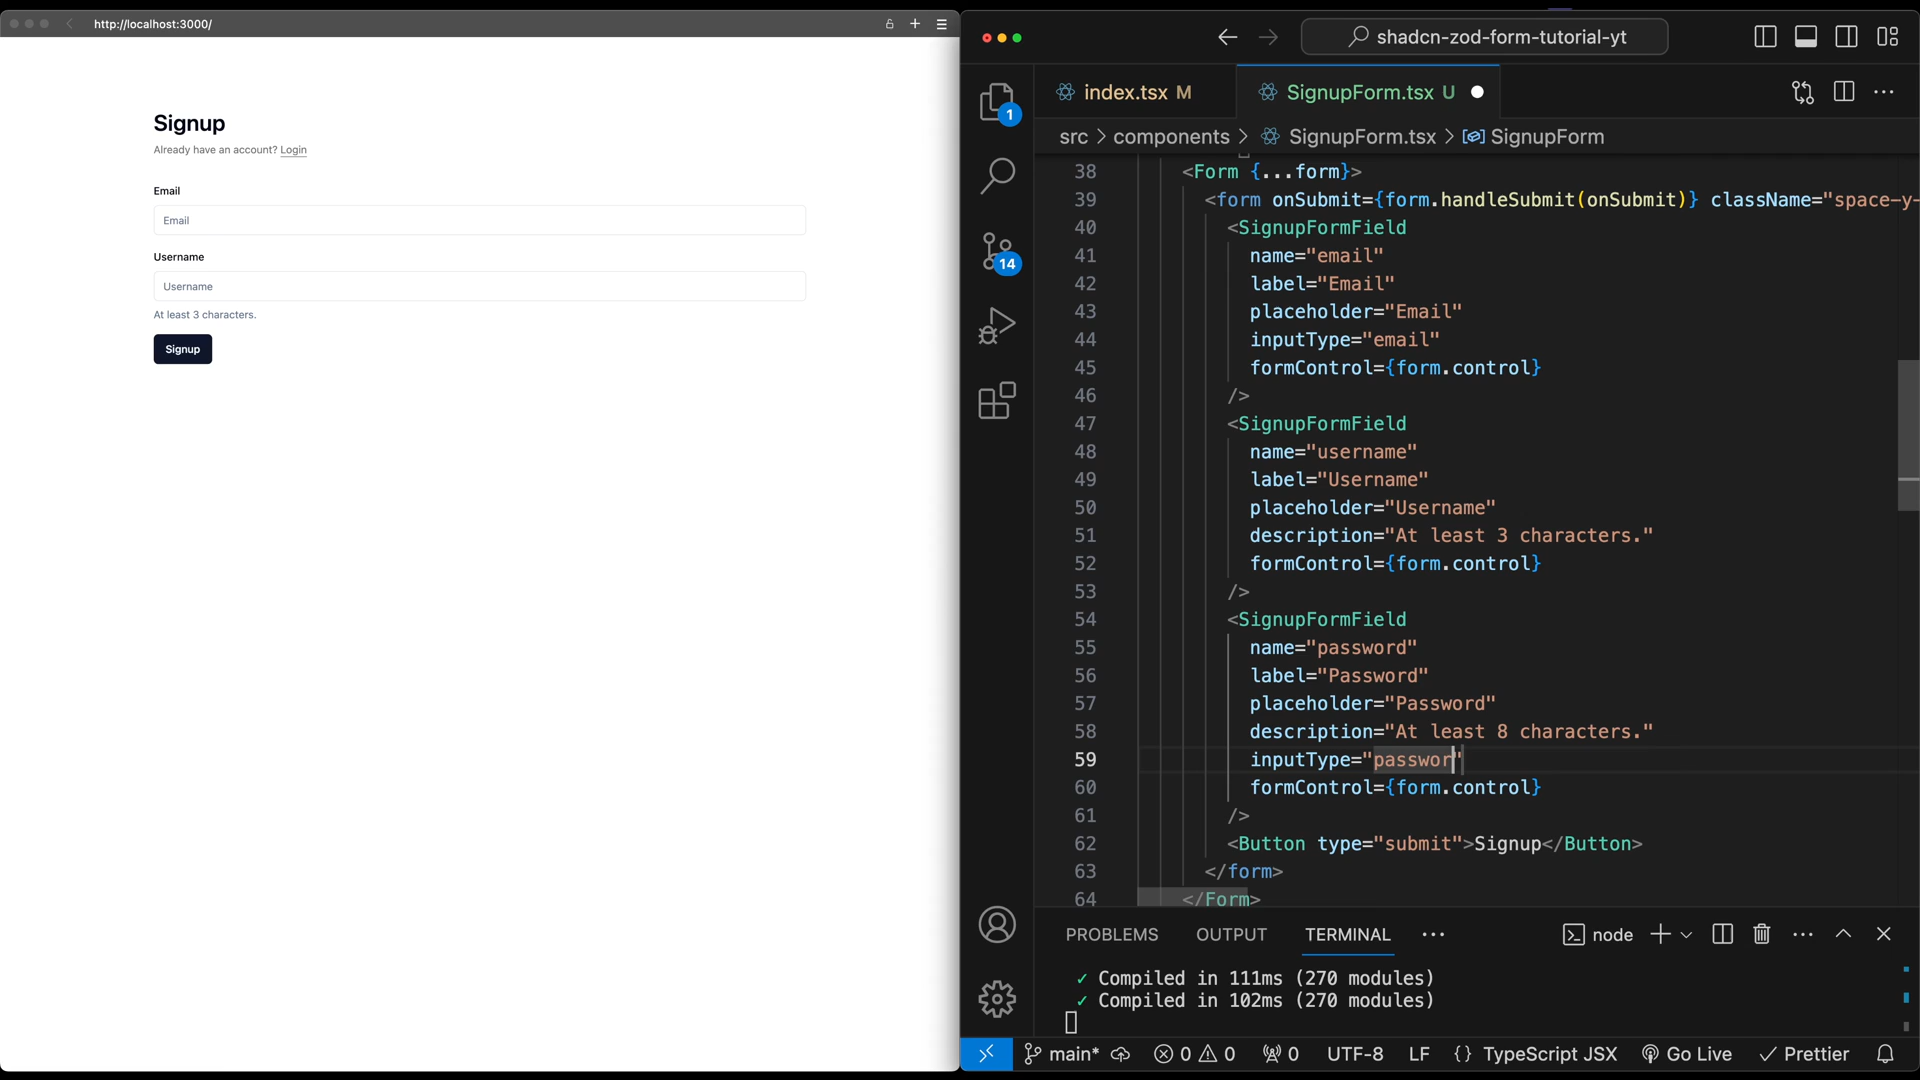 http://localhost:3000/
Signup
Already have an account? Login
Email
Email
Username
Username
At least 3 characters.
Signup
shadcn-zod-form-tutorial-yt
index.tsx M
SignupForm.tsx U
src > components > SignupForm.tsx > SignupForm
1
14
38 <Form {...form}>
39 <form onSubmit={form.handleSubmit(onSubmit)} className="space-y-
40 <SignupFormField
41 name="email"
42 label="Email"
43 placeholder="Email"
44 inputType="email"
45 formControl={form.control}
46 />
47 <SignupFormField
48 name="username"
49 label="Username"
50 placeholder="Username"
51 description="At least 3 characters."
52 formControl={form.control}
53 />
54 <SignupFormField
55 name="password"
56 label="Password"
57 placeholder="Password"
58 description="At least 8 characters."
59 inputType="passwor"
60 formControl={form.control}
61 />
62 <Button type="submit">Signup</Button>
63 </form>
64 </Form>
PROBLEMS OUTPUT TERMINAL ··· node
✓ Compiled in 111ms (270 modules)
✓ Compiled in 102ms (270 modules)
main* 0 0 0 UTF-8 LF {} TypeScript JSX Go Live ✓ Prettier